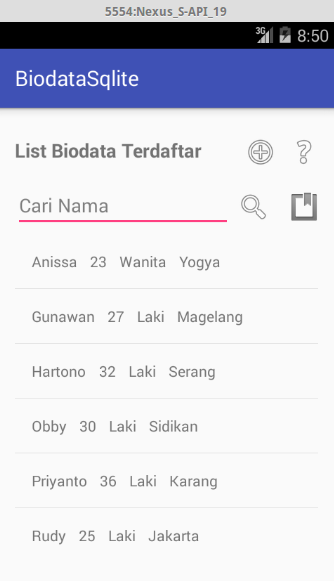 5554:Nexus_S-API_19
3G 8:50
BiodataSqlite
List Biodata Terdaftar
Cari Nama
Anissa 23 Wanita Yogya
Gunawan 27 Laki Magelang
Hartono 32 Laki Serang
Obby 30 Laki Sidikan
Priyanto 36 Laki Karang
Rudy 25 Laki Jakarta